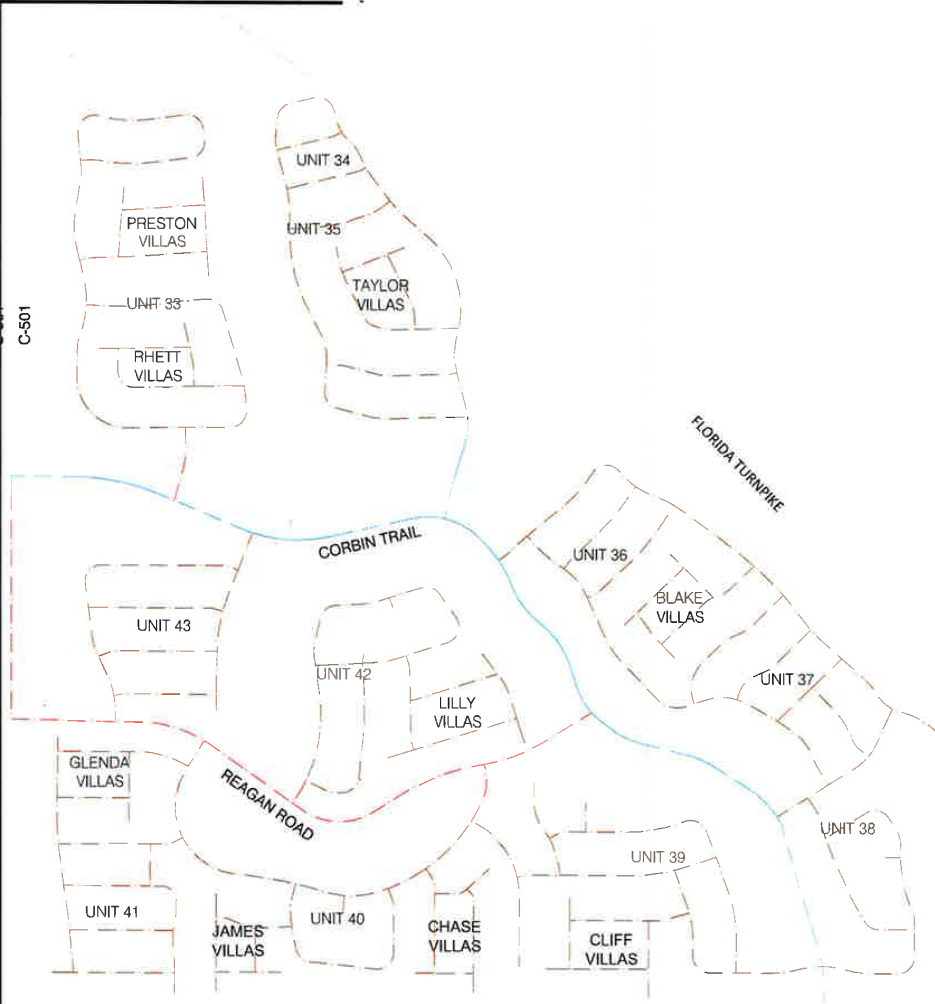 UNIT 34
PRESTON
VILLAS
UNIT 35
TAYLOR
VILLAS
UNIT 33
C-501
RHETT
VILLAS
FLORIDA TURNPIKE
CORBIN TRAIL
UNIT 36
BLAKE
VILLAS
UNIT 43
UNIT 42
UNIT 37
LILLY
VILLAS
GLENDA
VILLAS
REAGAN ROAD
UNIT 38
UNIT 39
UNIT 41
UNIT 40
JAMES
VILLAS
CHASE
VILLAS
CLIFF
VILLAS